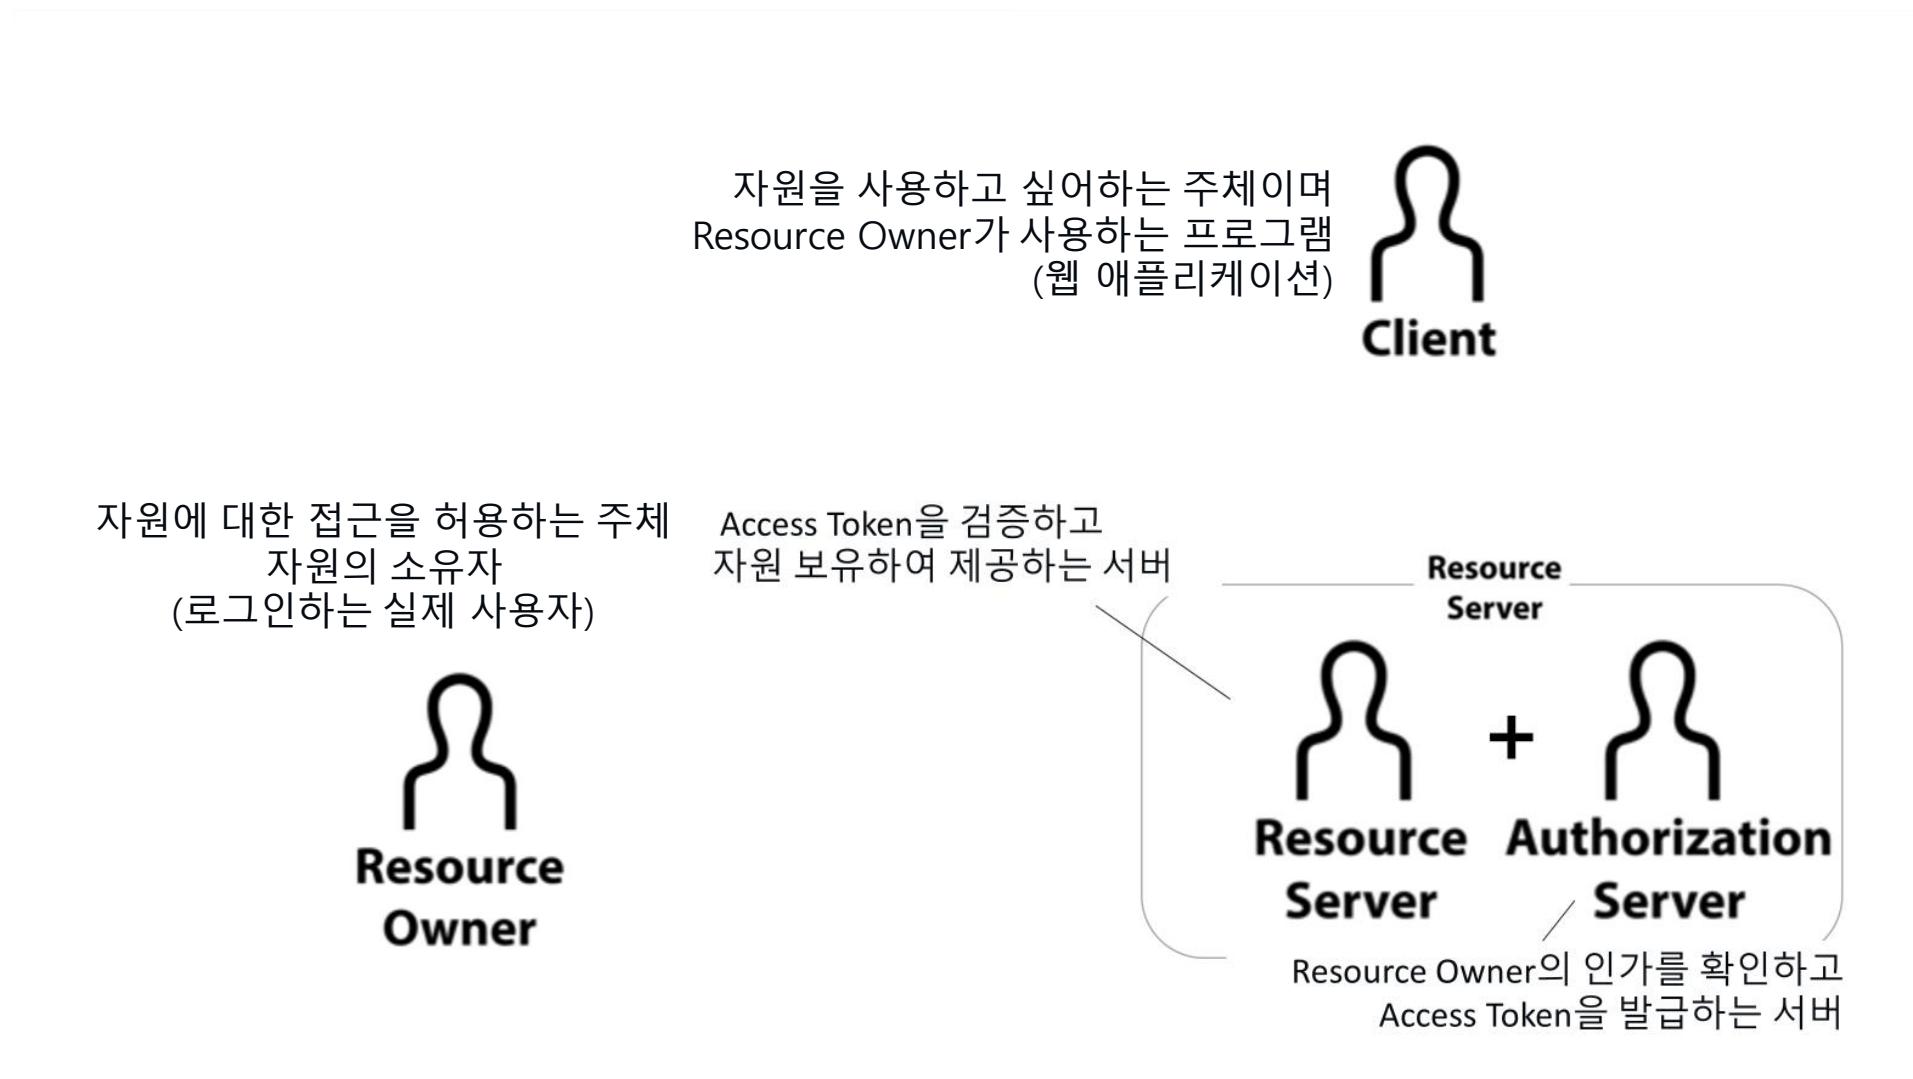 자원을 사용하고 싶어하는 주체이며
Resource Owner가 사용하는 프로그램
(웹 애플리케이션)
Client
자원에 대한 접근을 허용하는 주체
자원의 소유자
(로그인하는 실제 사용자)
Resource
Owner
Access Token을 검증하고
자원 보유하여 제공하는 서버
Resource
Server
Resource
Server
+
Authorization
Server
Resource Owner의 인가를 확인하고
Access Token을 발급하는 서버